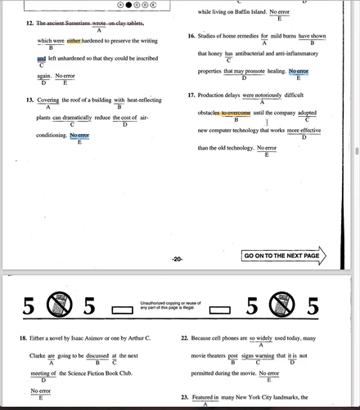 12. The ancient Sumerians wrote on clay tablets,
A
which were either hardened to preserve the writing
B
and left unhardened so that they could be inscribed
C
again. No error
D E
13. Covering the roof of a building with heat-reflecting
A B
plants can dramatically reduce the cost of air-
C D
conditioning. No error
E
while living on Baffin Island. No error
E
16. Studies of home remedies for mild burns have shown
A B
that honey has antibacterial and anti-inflammatory
C
properties that may promote healing. No error
D E
17. Production delays were notoriously difficult
A
obstacles to overcome until the company adopted
B C
new computer technology that works more effective
D
than the old technology. No error
E
-20-
GO ON TO THE NEXT PAGE
5 5
Unauthorized copying or reuse of
any part of this page is illegal.
5 5
18. Either a novel by Isaac Asimov or one by Arthur C.
Clarke are going to be discussed at the next
A B C
meeting of the Science Fiction Book Club.
D
No error
E
22. Because cell phones are so widely used today, many
A
movie theaters post signs warning that it is not
B C D
permitted during the movie. No error
E
23. Featured in many New York City landmarks, the
A